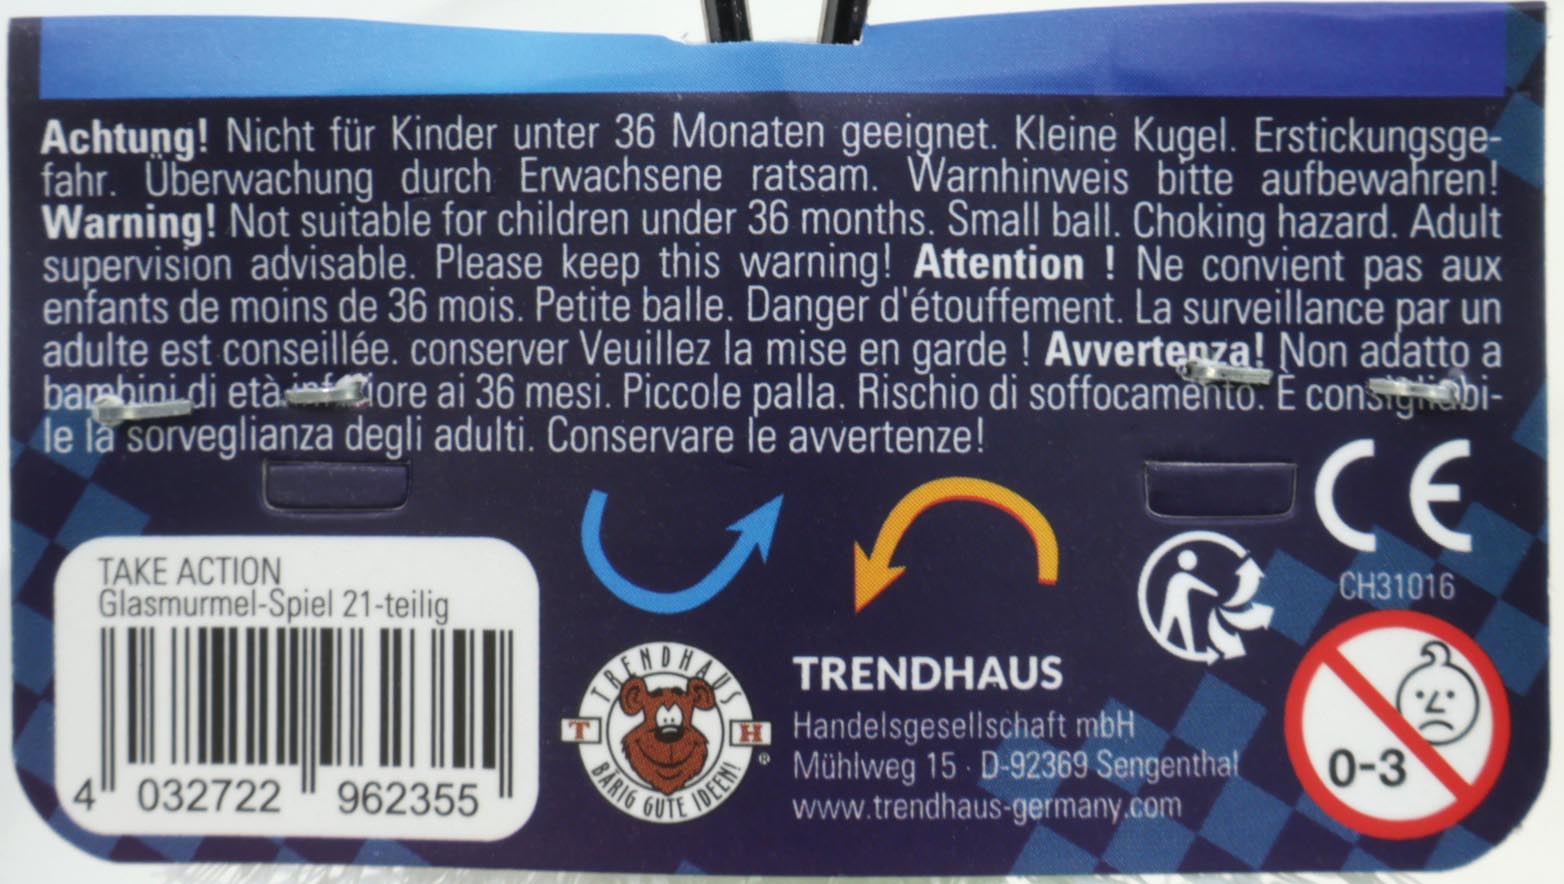 Achtung! Nicht für Kinder unter 36 Monaten geeignet. Kleine Kugel. Erstickungsge-
fahr. Überwachung durch Erwachsene ratsam. Warnhinweis bitte aufbewahren!
Warning! Not suitable for children under 36 months. Small ball. Choking hazard. Adult
supervision advisable. Please keep this warning! Attention ! Ne convient pas aux
enfants de moins de 36 mois. Petite balle. Danger d'étouffement. La surveillance par un
adulte est conseillée. conserver Veuillez la mise en garde ! Avvertenza! Non adatto a
bambini di età ai 36 mesi. Piccole palla. Rischio di soffocamento. È consigliabi-
le la sorveglianza degli adulti. Conservare le avvertenze!
CE
CH31016
TAKE ACTION
Glasmurmel-Spiel 21-teilig
4 032722 962355
TRENDHAUS
T H
BÄRIG GUTE IDEEN!
®
TRENDHAUS
Handelsgesellschaft mbH
Mühlweg 15 · D-92369 Sengenthal
www.trendhaus-germany.com
0-3